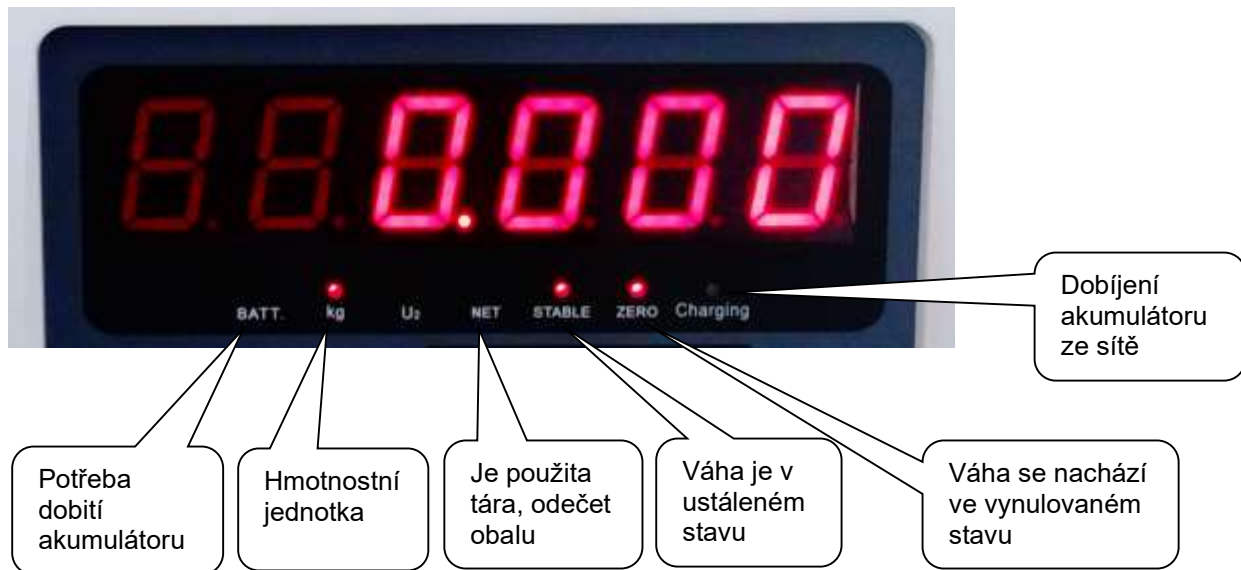 0.000
BATT. kg U₂ NET STABLE ZERO Charging
Dobíjení
akumulátoru
ze sítě
Potřeba
dobití
akumulátoru
Hmotnostní
jednotka
Je použita
tára, odečet
obalu
Váha je v
ustáleném
stavu
Váha se nachází
ve vynulovaném
stavu